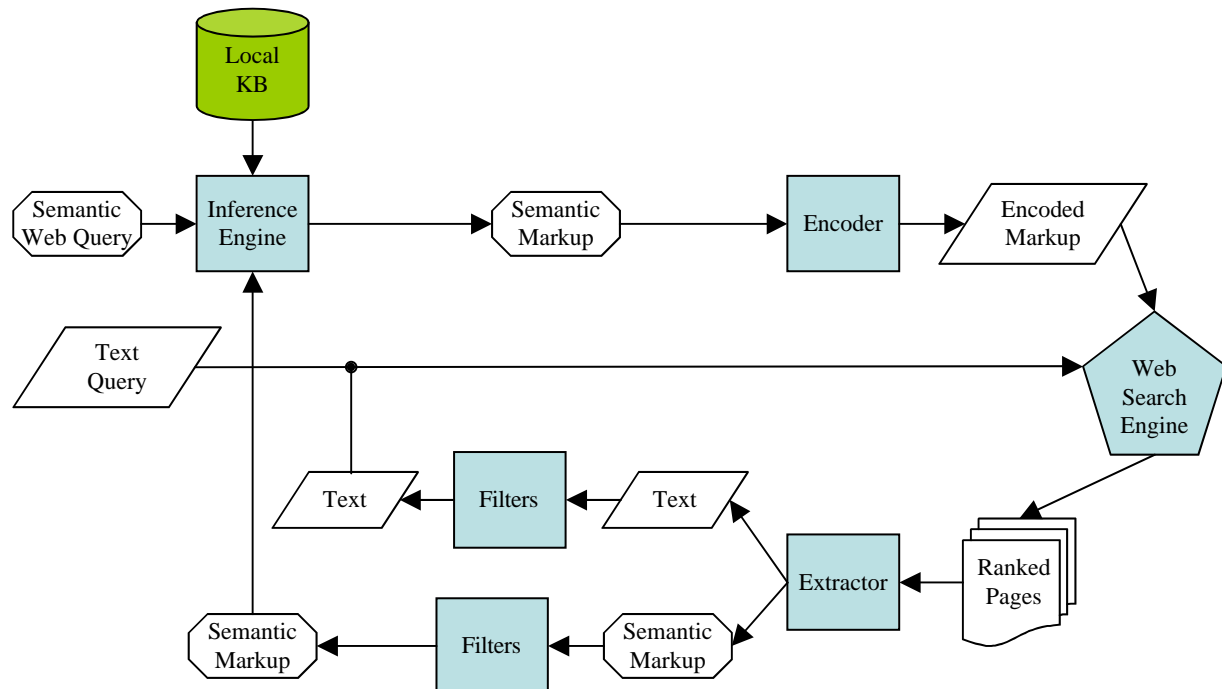 Local
KB
Semantic
Web Query
Inference
Engine
Semantic
Markup
Encoder
Encoded
Markup
Text
Query
Web
Search
Engine
Text
Filters
Text
Extractor
Ranked
Pages
Semantic
Markup
Filters
Semantic
Markup